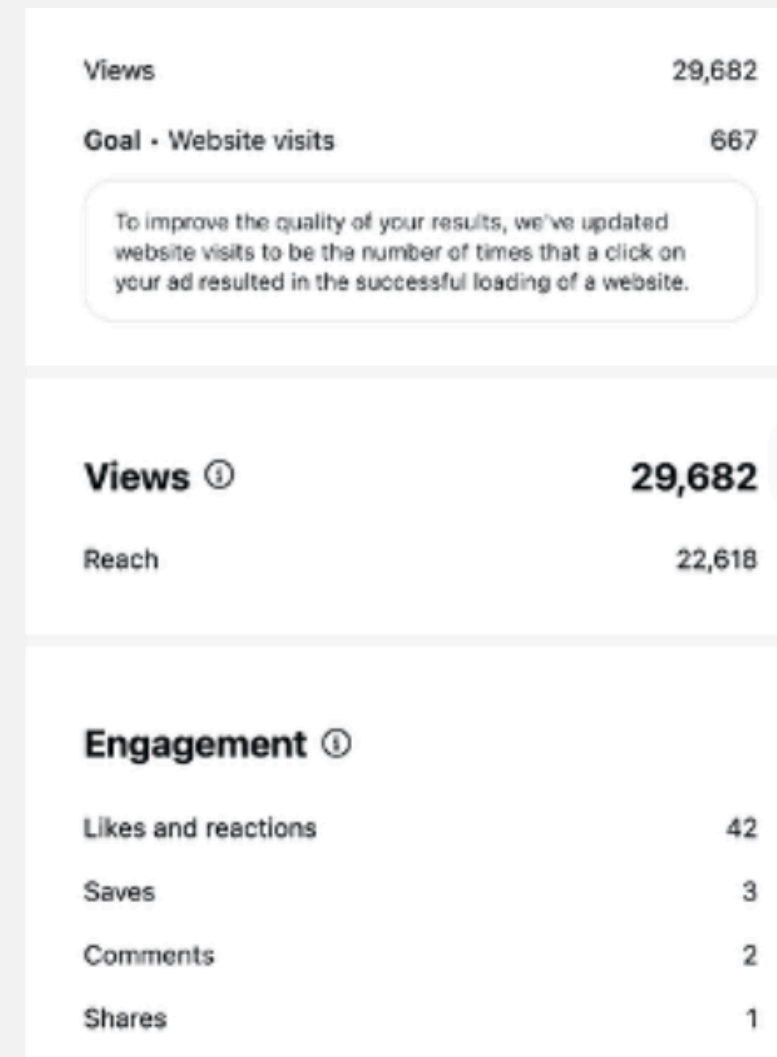 Views 29,682
Goal · Website visits 667
To improve the quality of your results, we've updated
website visits to be the number of times that a click on
your ad resulted in the successful loading of a website.
Views 29,682
Reach 22,618
Engagement
Likes and reactions 42
Saves 3
Comments 2
Shares 1